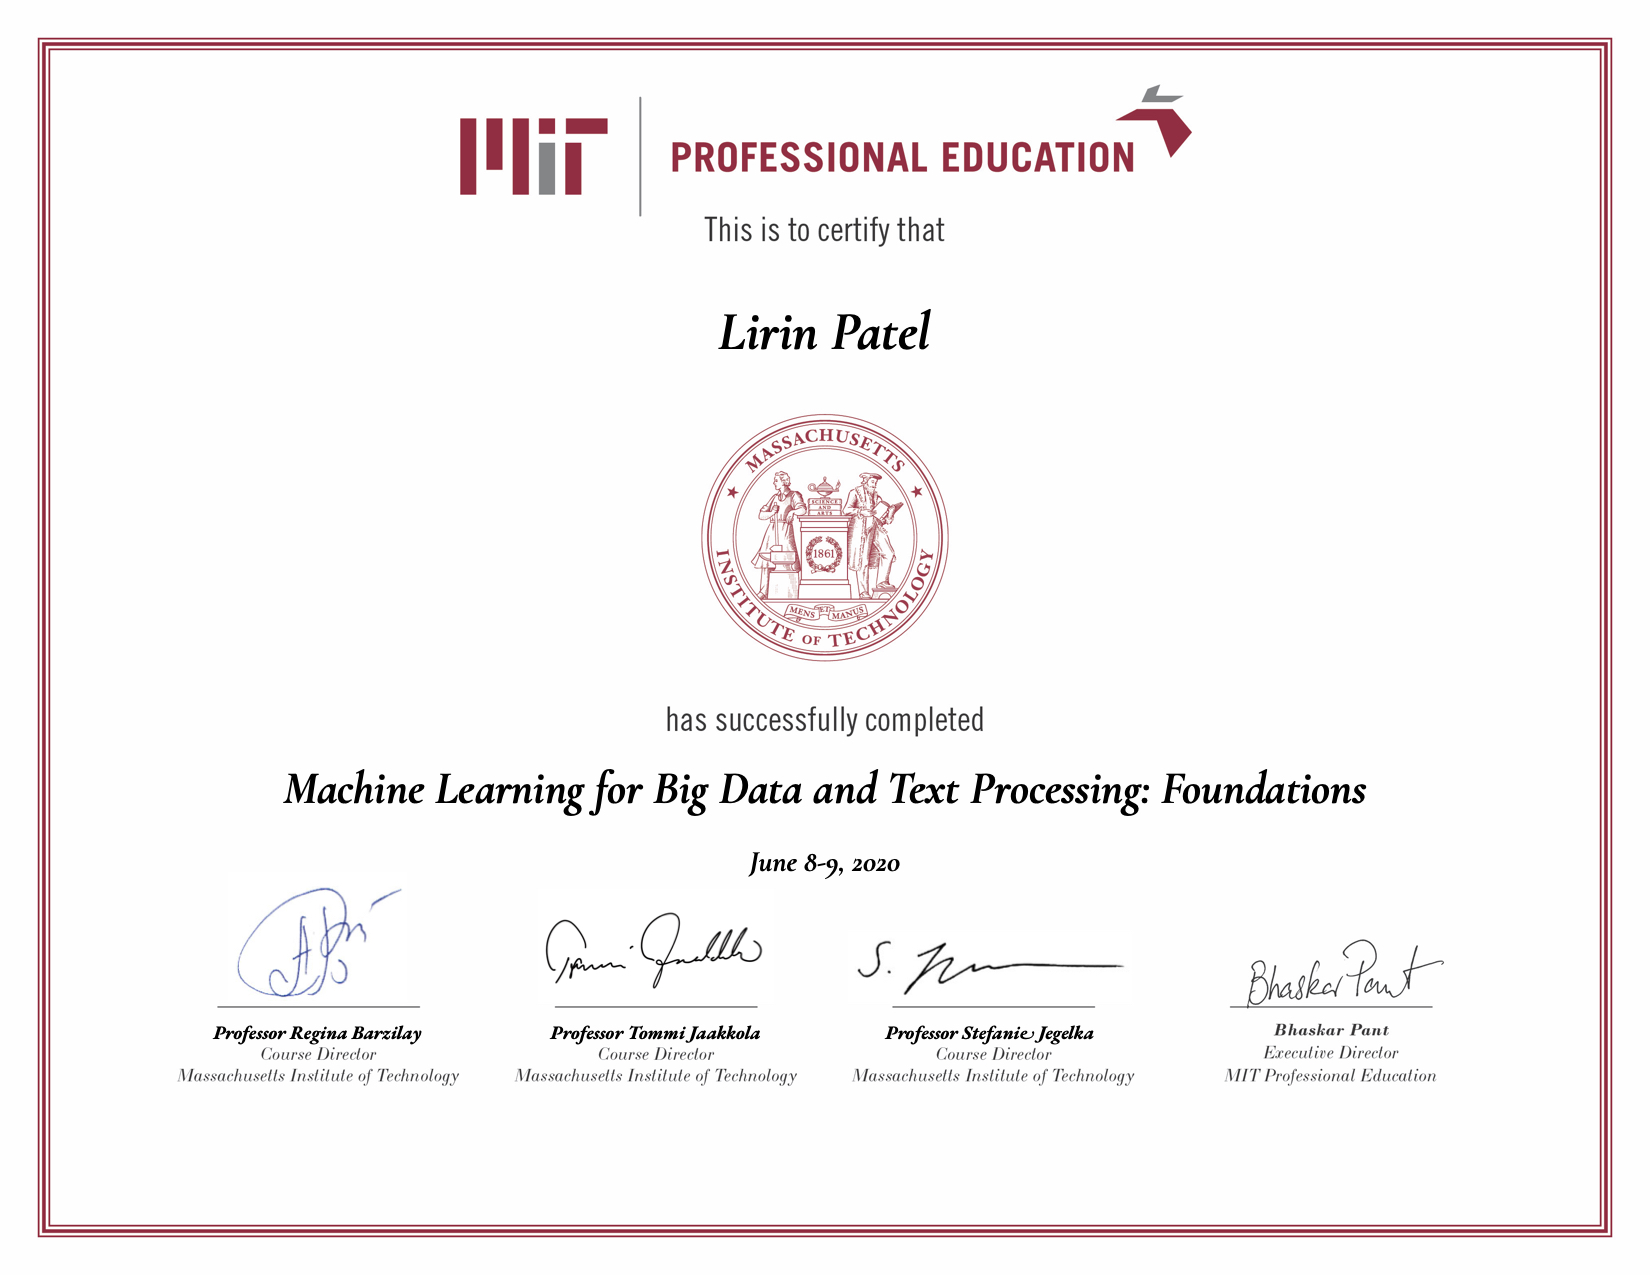 MIT PROFESSIONAL EDUCATION
This is to certify that
Lirin Patel
MASSACHUSETTS
INSTITUTE OF TECHNOLOGY
SCIENCE
AND
ARTS
1861
MENS ET MANUS
has successfully completed
Machine Learning for Big Data and Text Processing: Foundations
June 8-9, 2020
Bhaskar Pant
Professor Regina Barzilay
Course Director
Massachusetts Institute of Technology
Professor Tommi Jaakkola
Course Director
Massachusetts Institute of Technology
Professor Stefanie Jegelka
Course Director
Massachusetts Institute of Technology
Bhaskar Pant
Executive Director
MIT Professional Education